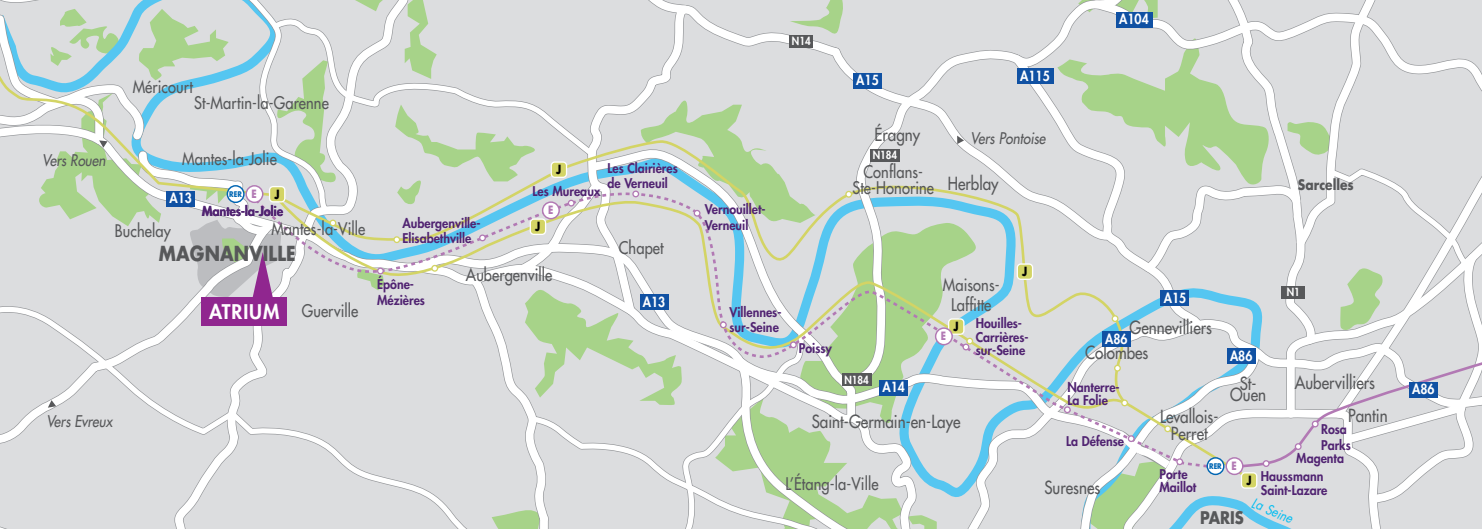 A104
N14
A15
A115
Méricourt
St-Martin-la-Garenne
Éragny
Vers Pontoise
Vers Rouen
Mantes-la-Jolie
J
Les Clairières
de Verneuil
N184
Conflans-
Ste-Honorine
Herblay
Sarcelles
A13
RER
E
J
Mantes-la-Jolie
Les Mureaux
E
J
Vernouillet-
Verneuil
Buchelay
Mantes-la-Ville
Aubergenville-
Elisabethville
MAGNANVILLE
Chapet
Aubergenville
J
Épône-
Mézières
Maisons-
Laffitte
N1
A15
ATRIUM
Guerville
A13
Villennes-
sur-Seine
Poissy
E
J
Houilles-
Carrières-
sur-Seine
Gennevilliers
A86
Colombes
A86
N184
A14
Nanterre-
La Folie
St-
Ouen
Aubervilliers
A86
Vers Evreux
Saint-Germain-en-Laye
Levallois-
Perret
Pantin
Rosa
Parks
La Défense
Magenta
RER
E
J
Haussmann
Saint-Lazare
Porte
Maillot
L'Étang-la-Ville
Suresnes
La Seine
PARIS